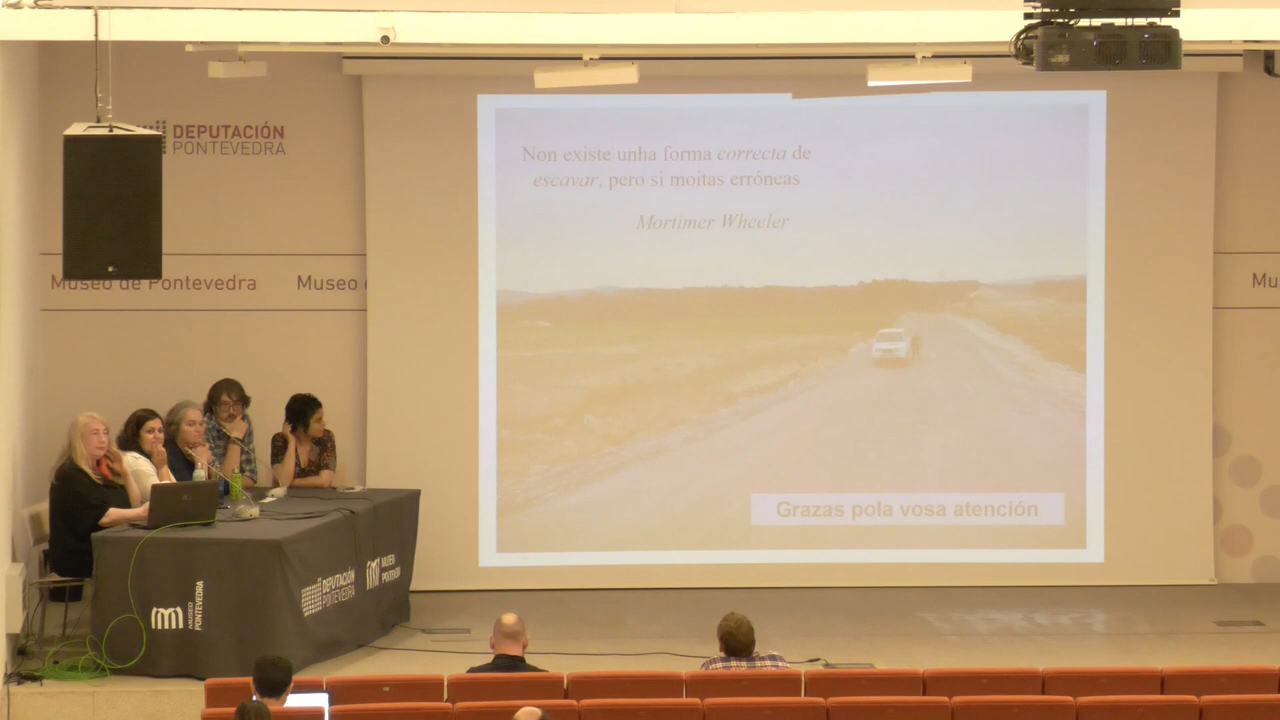 DEPUTACIÓN
PONTEVEDRA
Museo de Pontevedra
Museo
Mu
Non existe unha forma correcta de
escavar, pero si moitas erróneas
Mortimer Wheeler
Grazas pola vosa atención
MUSEO
PONTEVEDRA
DEPUTACIÓN
PONTEVEDRA
MUSEO